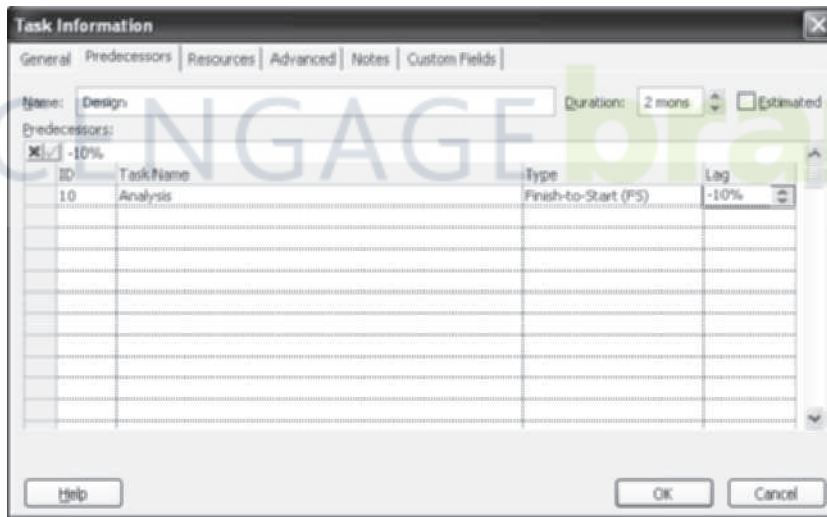 Task Information
General Predecessors Resources Advanced Notes Custom Fields
Name: Design Duration: 2 mons Estimated
Predecessors:
-10%
ID Task Name Type Lag
10 Analysis Finish-to-Start (FS) -10%
Help OK Cancel
CENGAGE brai